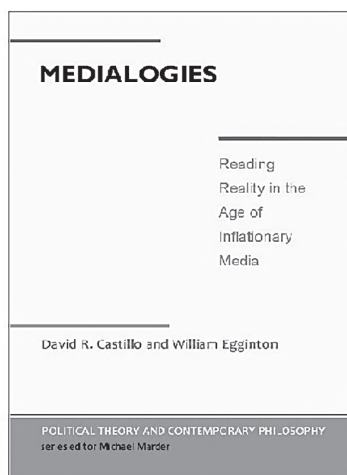 MEDIALOGIES
Reading
Reality in the
Age of
Inflationary
Media
David R. Castillo and William Egginton
POLITICAL THEORY AND CONTEMPORARY PHILOSOPHY
series editor Michael Marder